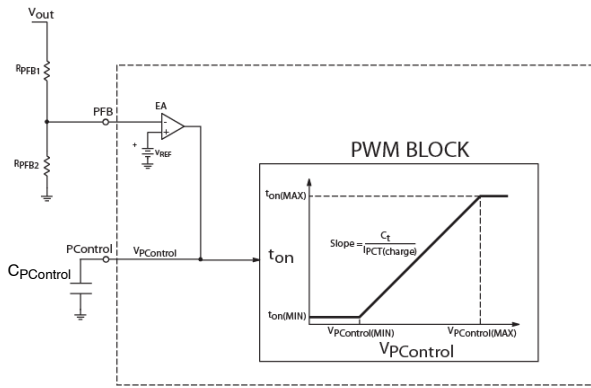 Vout
RPFB1
PFB
EA
-
+
+
VREF
RPFB2
PControl
VPControl
CPControl
PWM BLOCK
ton
ton(MAX)
Slope = Ct / IPCT(charge)
ton(MIN)
VPControl(MIN)
VPControl(MAX)
VPControl